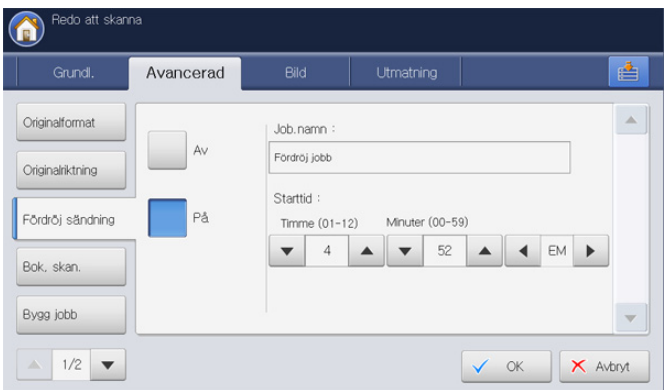 Redo att skanna
Grundl.
Avancerad
Bild
Utmatning
Originalformat
Originalriktning
Fördröj sändning
Bok, skan.
Bygg jobb
1/2
Av
På
Job.namn :
Fördröj jobb
Starttid :
Timme (01-12) Minuter (00-59)
4 52 EM
OK Avbryt